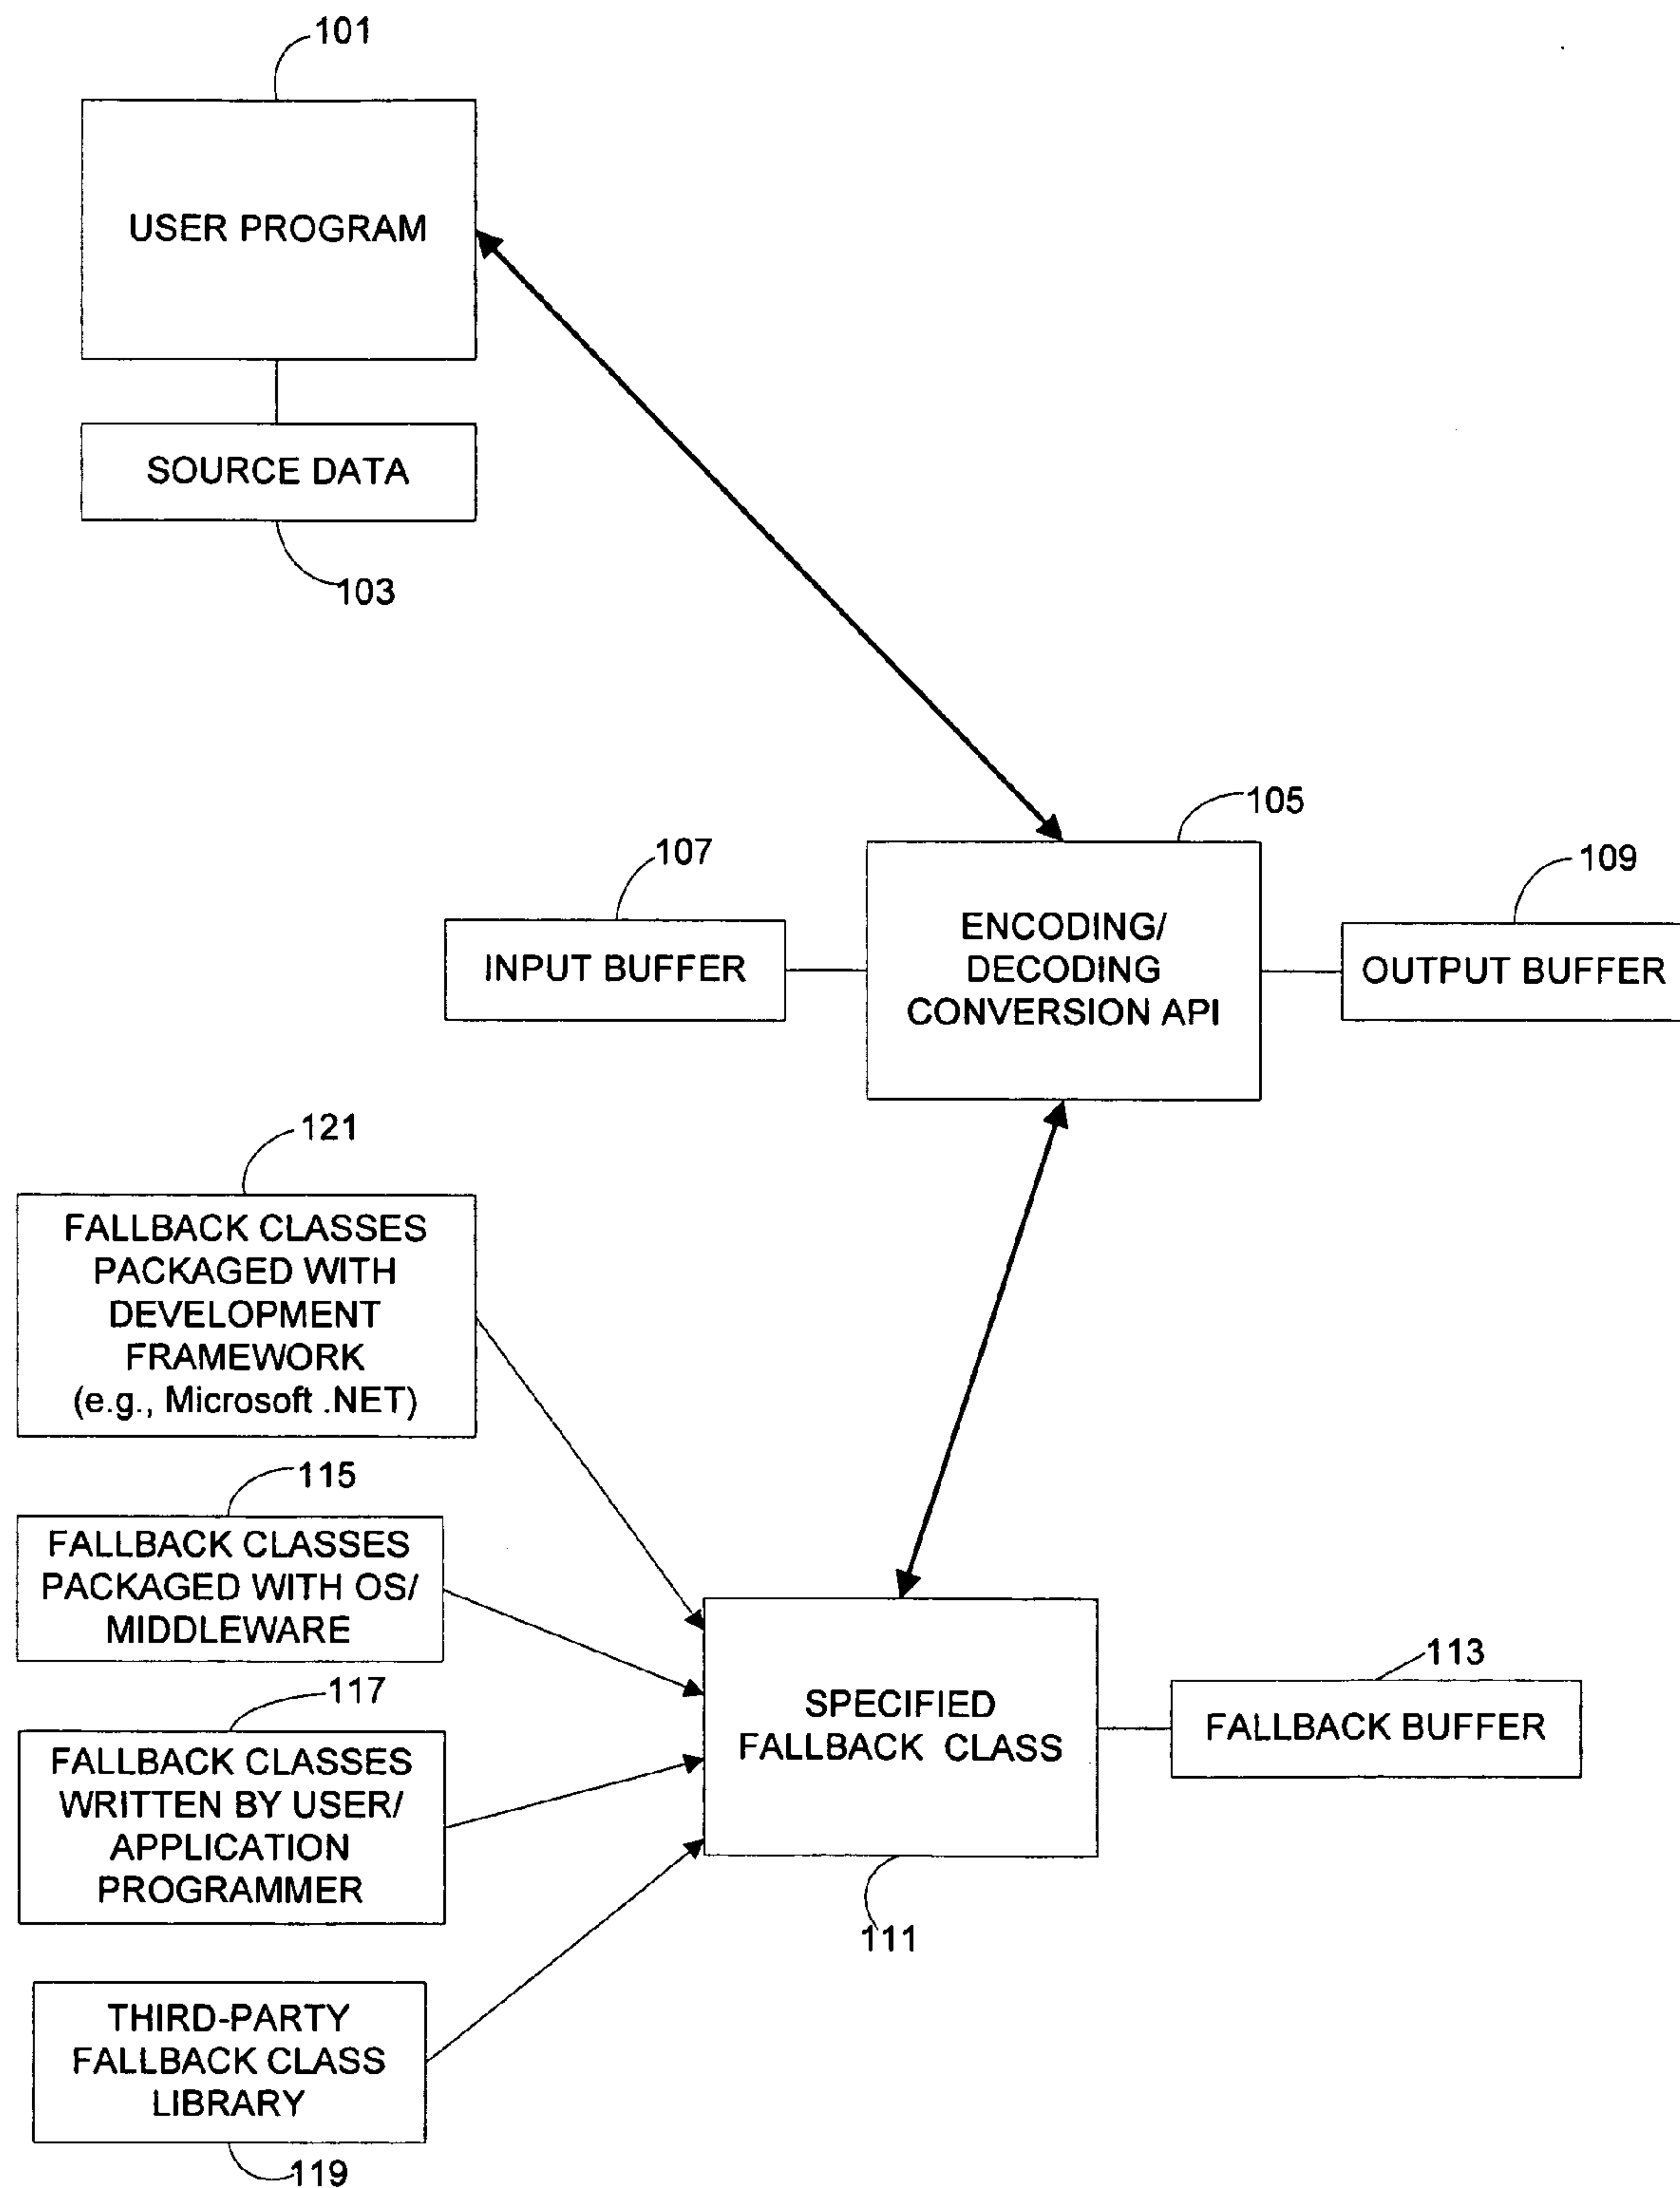 101
USER PROGRAM
SOURCE DATA
103
105
107
109
ENCODING/
DECODING
CONVERSION API
INPUT BUFFER
OUTPUT BUFFER
121
FALLBACK CLASSES
PACKAGED WITH
DEVELOPMENT
FRAMEWORK
(e.g., Microsoft .NET)
115
FALLBACK CLASSES
PACKAGED WITH OS/
MIDDLEWARE
117
FALLBACK CLASSES
WRITTEN BY USER/
APPLICATION
PROGRAMMER
SPECIFIED
FALLBACK CLASS
111
113
FALLBACK BUFFER
THIRD-PARTY
FALLBACK CLASS
LIBRARY
119